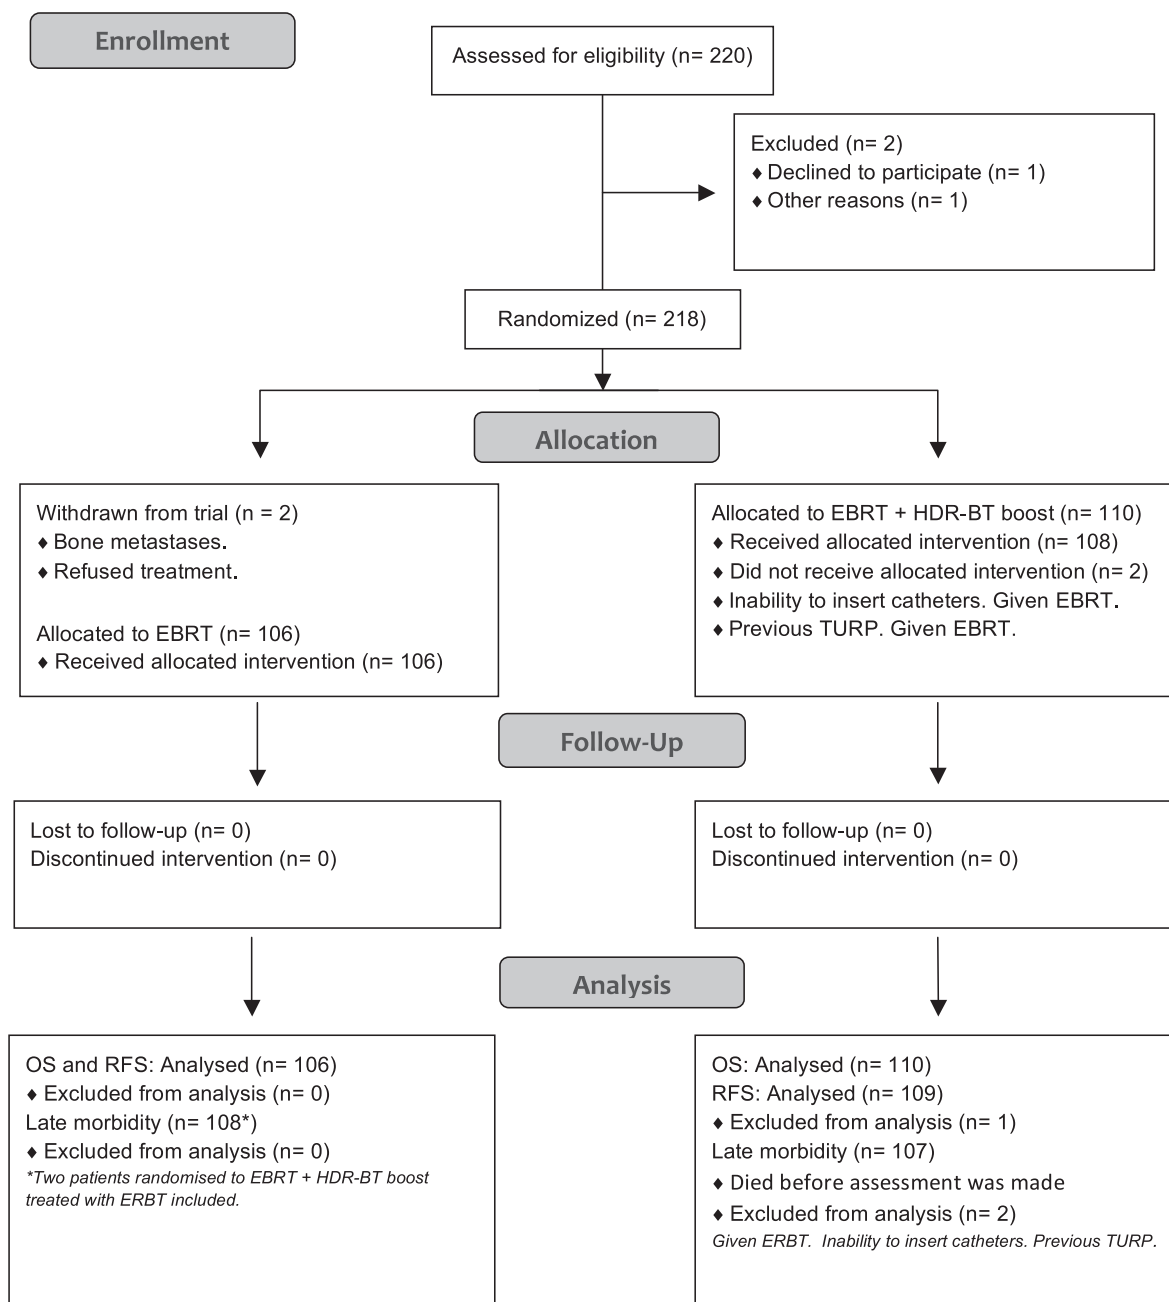 Enrollment
Assessed for eligibility (n= 220)
Excluded (n= 2)
♦ Declined to participate (n= 1)
♦ Other reasons (n= 1)
Randomized (n= 218)
Allocation
Withdrawn from trial (n = 2)
♦ Bone metastases.
♦ Refused treatment.
Allocated to EBRT (n= 106)
♦ Received allocated intervention (n= 106)
Allocated to EBRT + HDR-BT boost (n= 110)
♦ Received allocated intervention (n= 108)
♦ Did not receive allocated intervention (n= 2)
♦ Inability to insert catheters. Given EBRT.
♦ Previous TURP. Given EBRT.
Follow-Up
Lost to follow-up (n= 0)
Discontinued intervention (n= 0)
Lost to follow-up (n= 0)
Discontinued intervention (n= 0)
Analysis
OS and RFS: Analysed (n= 106)
♦ Excluded from analysis (n= 0)
Late morbidity (n= 108*)
♦ Excluded from analysis (n= 0)
*Two patients randomised to EBRT + HDR-BT boost
treated with ERBT included.
OS: Analysed (n= 110)
RFS: Analysed (n= 109)
♦ Excluded from analysis (n= 1)
Late morbidity (n= 107)
♦ Died before assessment was made
♦ Excluded from analysis (n= 2)
Given ERBT. Inability to insert catheters. Previous TURP.